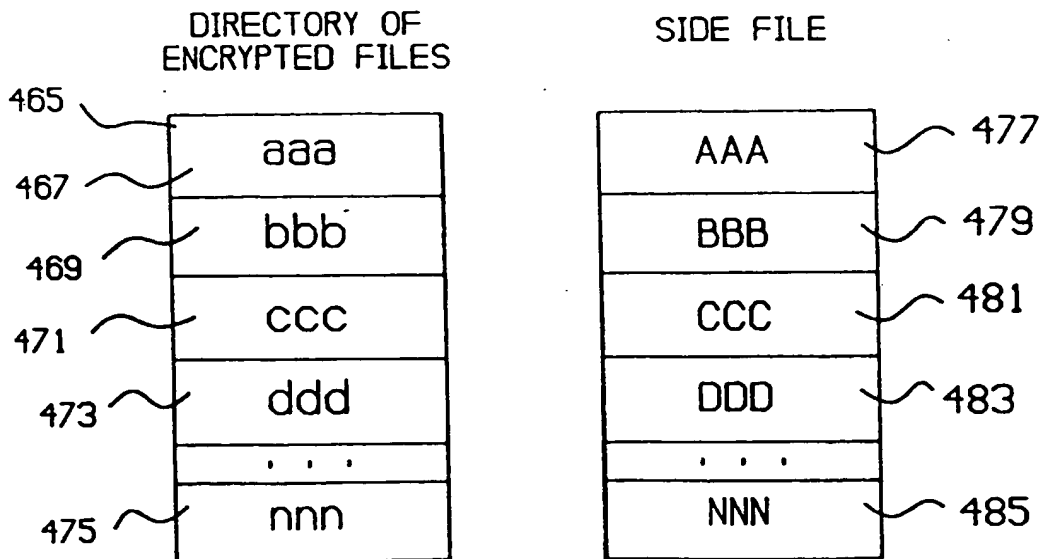 DIRECTORY OF
ENCRYPTED FILES
SIDE FILE
465
467
aaa
469
bbb
471
ccc
473
ddd
. . .
475
nnn
AAA
477
BBB
479
CCC
481
DDD
483
. . .
NNN
485